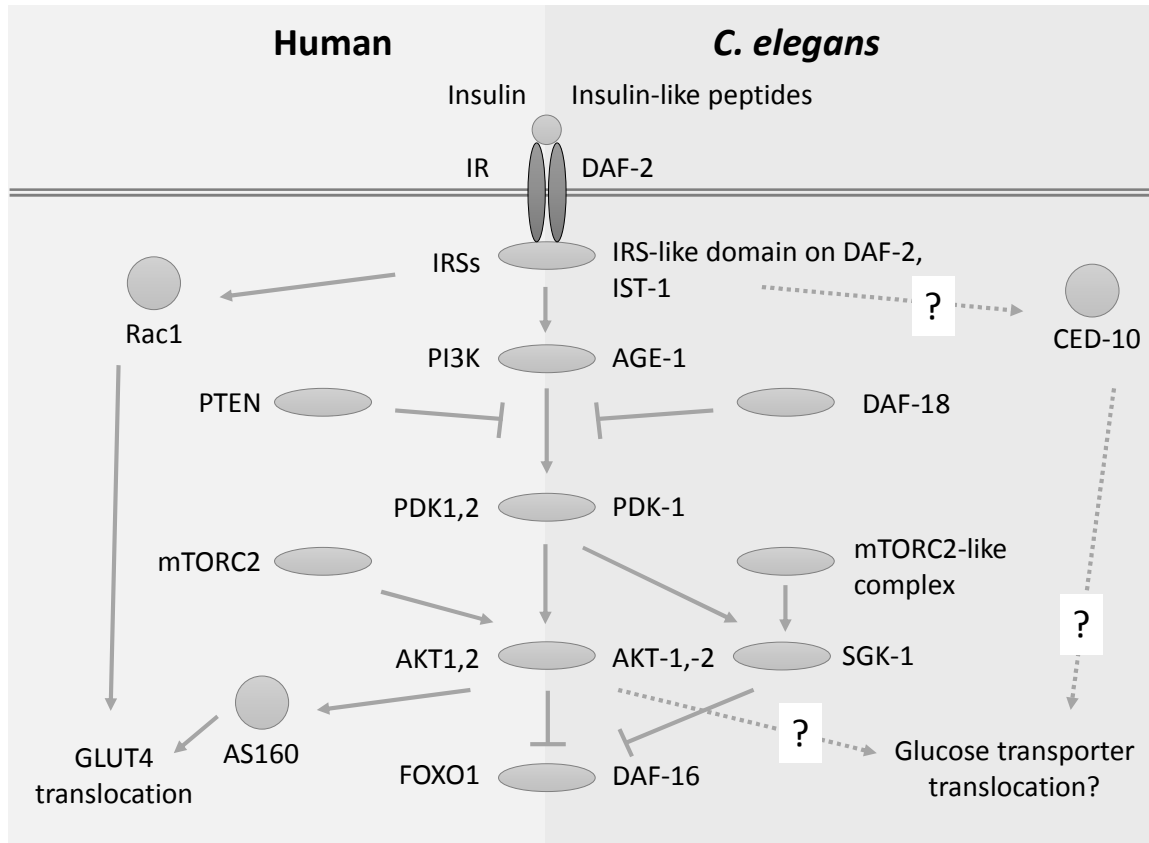 Human
C. elegans
Insulin
Insulin-like peptides
IR
DAF-2
IRSs
IRS-like domain on DAF-2,
IST-1
?
Rac1
CED-10
PI3K
AGE-1
PTEN
DAF-18
PDK1,2
PDK-1
mTORC2
mTORC2-like
complex
?
AKT1,2
AKT-1,-2
SGK-1
?
AS160
GLUT4
translocation
FOXO1
DAF-16
Glucose transporter
translocation?